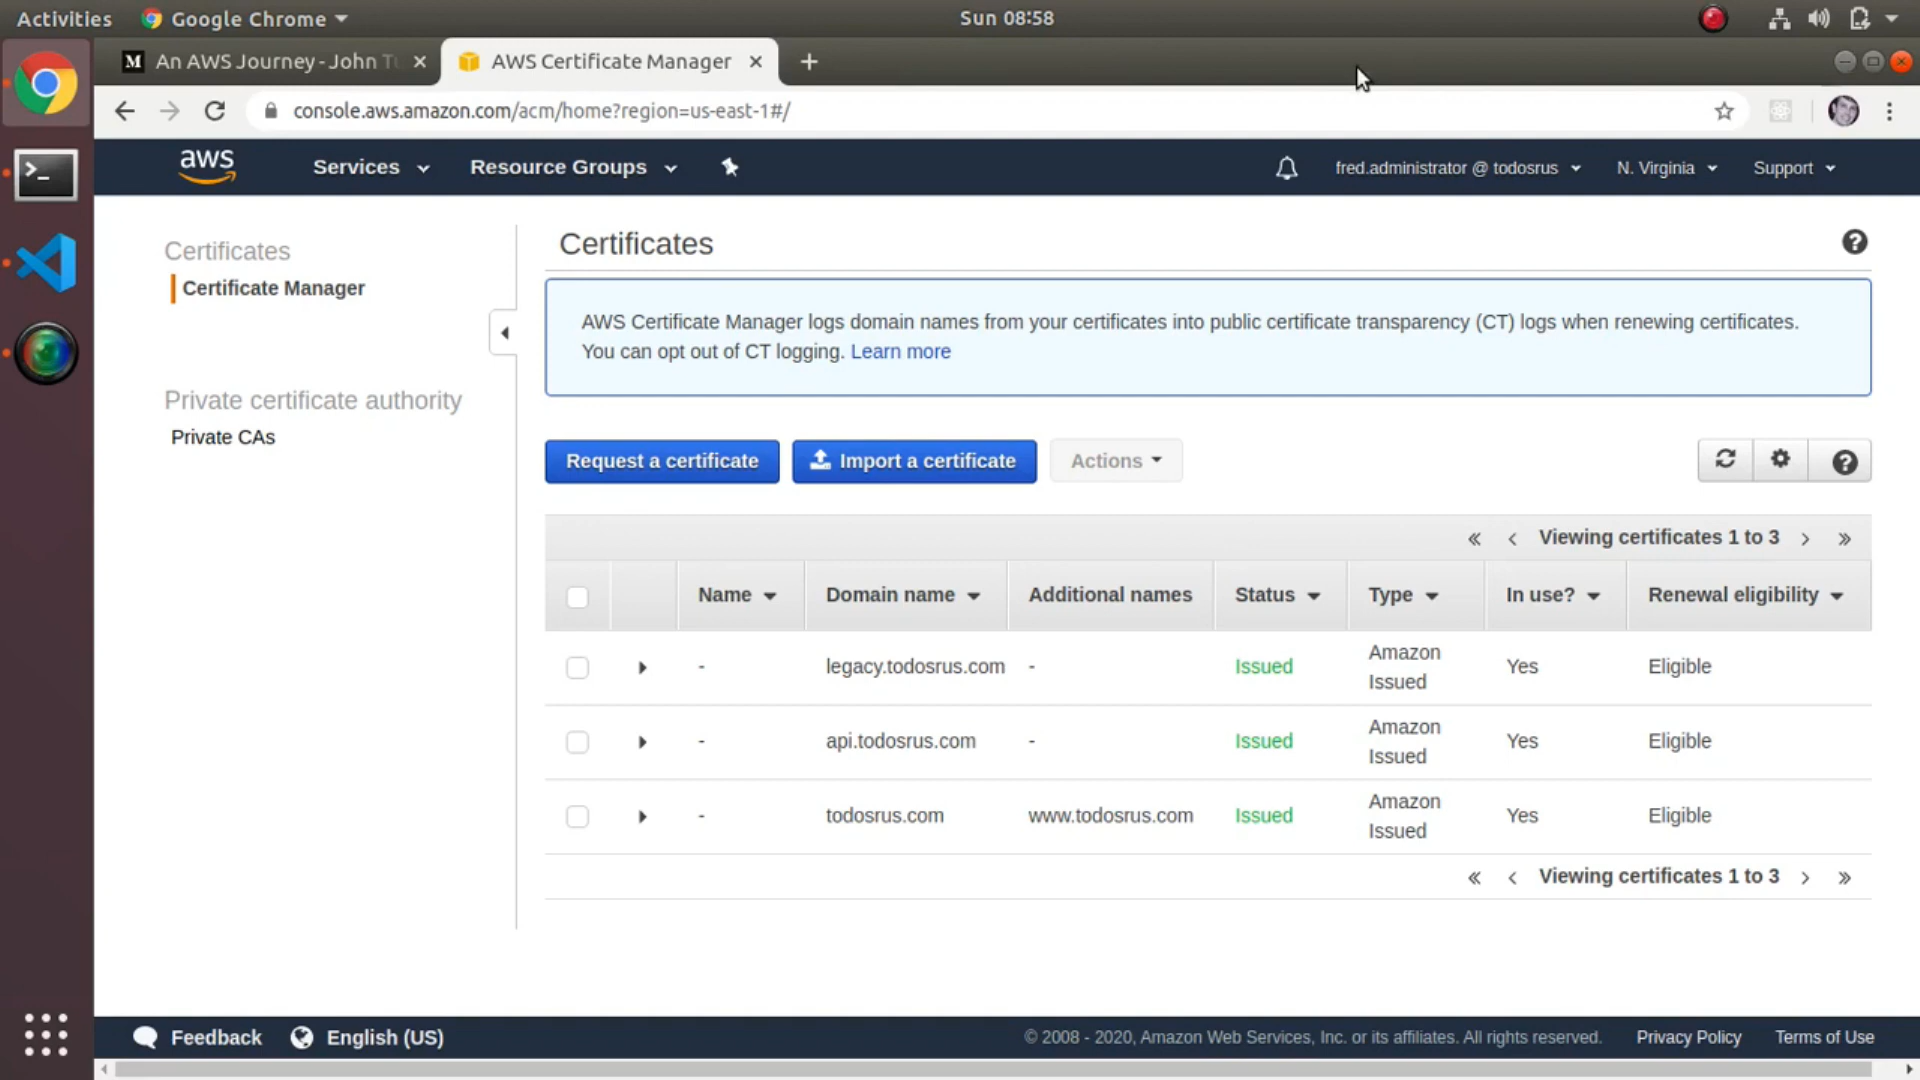 Activities
Google Chrome
Sun 08:58
An AWS Journey - John T
AWS Certificate Manager
console.aws.amazon.com/acm/home?region=us-east-1#/
aws
Services
Resource Groups
fred.administrator @ todosrus
N. Virginia
Support
Certificates
Certificate Manager
Private certificate authority
Private CAs
Certificates
AWS Certificate Manager logs domain names from your certificates into public certificate transparency (CT) logs when renewing certificates.
You can opt out of CT logging. Learn more
Request a certificate
Import a certificate
Actions
« ‹ Viewing certificates 1 to 3 › »
Name
Domain name
Additional names
Status
Type
In use?
Renewal eligibility
- legacy.todosrus.com - Issued Amazon Issued Yes Eligible
- api.todosrus.com - Issued Amazon Issued Yes Eligible
- todosrus.com www.todosrus.com Issued Amazon Issued Yes Eligible
« ‹ Viewing certificates 1 to 3 › »
Feedback
English (US)
© 2008 - 2020, Amazon Web Services, Inc. or its affiliates. All rights reserved.
Privacy Policy
Terms of Use